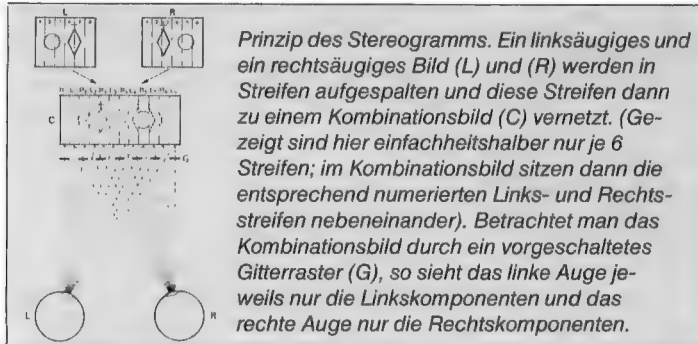 L R
Prinzip des Stereogramms. Ein linksäugiges und
ein rechtsäugiges Bild (L) und (R) werden in
Streifen aufgespalten und diese Streifen dann
zu einem Kombinationsbild (C) vernetzt. (Ge-
zeigt sind hier einfachheitshalber nur je 6
Streifen; im Kombinationsbild sitzen dann die
entsprechend numerierten Links- und Rechts-
streifen nebeneinander). Betrachtet man das
Kombinationsbild durch ein vorgeschaltetes
Gitterraster (G), so sieht das linke Auge je-
weils nur die Linkskomponenten und das
rechte Auge nur die Rechtskomponenten.
C
G
L R